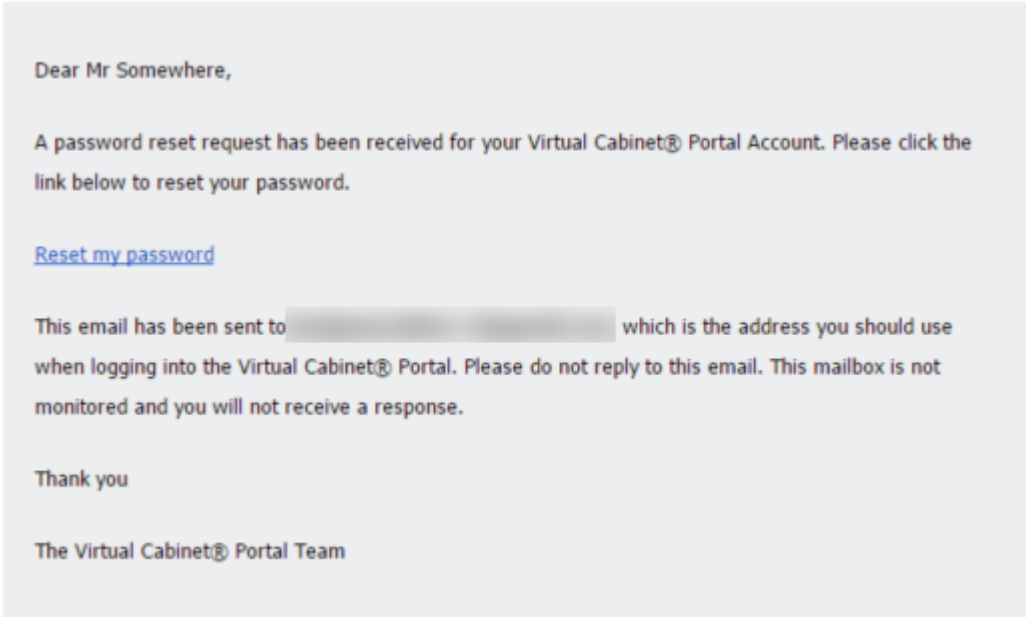 Dear Mr Somewhere,
A password reset request has been received for your Virtual Cabinet® Portal Account. Please click the
link below to reset your password.
Reset my password
This email has been sent to which is the address you should use
when logging into the Virtual Cabinet® Portal. Please do not reply to this email. This mailbox is not
monitored and you will not receive a response.
Thank you
The Virtual Cabinet® Portal Team